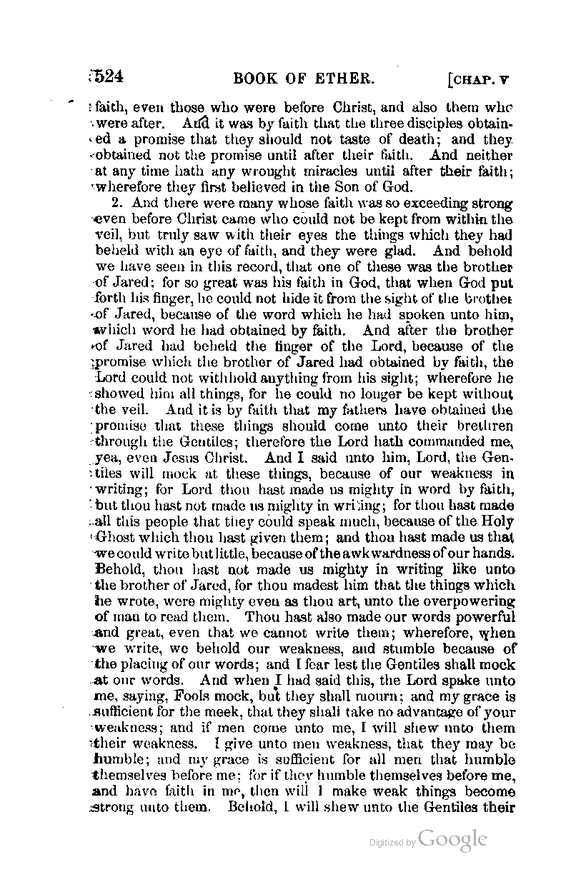 524 BOOK OF ETHER. [CHAP. V
faith, even those who were before Christ, and also them who
were after. And it was by faith that the three disciples obtain-
ed a promise that they should not taste of death; and they
obtained not the promise until after their faith. And neither
at any time hath any wrought miracles until after their faith;
wherefore they first believed in the Son of God.
2. And there were many whose faith was so exceeding strong
even before Christ came who could not be kept from within the
veil, but truly saw with their eyes the things which they had
beheld with an eye of faith, and they were glad. And behold
we have seen in this record, that one of these was the brother
of Jared; for so great was his faith in God, that when God put
forth his finger, he could not hide it from the sight of the brother
of Jared, because of the word which he had spoken unto him,
which word he had obtained by faith. And after the brother
of Jared had beheld the finger of the Lord, because of the
promise which the brother of Jared had obtained by faith, the
Lord could not withhold anything from his sight; wherefore he
showed him all things, for he could no longer be kept without
the veil. And it is by faith that my fathers have obtained the
promise that these things should come unto their brethren
through the Gentiles; therefore the Lord hath commanded me,
yea, even Jesus Christ. And I said unto him, Lord, the Gen-
tiles will mock at these things, because of our weakness in
writing; for Lord thou hast made us mighty in word by faith,
but thou hast not made us mighty in writing; for thou hast made
all this people that they could speak much, because of the Holy
Ghost which thou hast given them; and thou hast made us that
we could write but little, because of the awkwardness of our hands.
Behold, thou hast not made us mighty in writing like unto
the brother of Jared, for thou madest him that the things which
he wrote, were mighty even as thou art, unto the overpowering
of man to read them. Thou hast also made our words powerful
and great, even that we cannot write them; wherefore, when
we write, we behold our weakness, and stumble because of
the placing of our words; and I fear lest the Gentiles shall mock
at our words. And when I had said this, the Lord spake unto
me, saying, Fools mock, but they shall mourn; and my grace is
sufficient for the meek, that they shall take no advantage of your
weakness; and if men come unto me, I will shew unto them
their weakness. I give unto men weakness, that they may be
humble; and my grace is sufficient for all men that humble
themselves before me; for if they humble themselves before me,
and have faith in me, then will I make weak things become
strong unto them. Behold, I will shew unto the Gentiles their
Digitized by Google